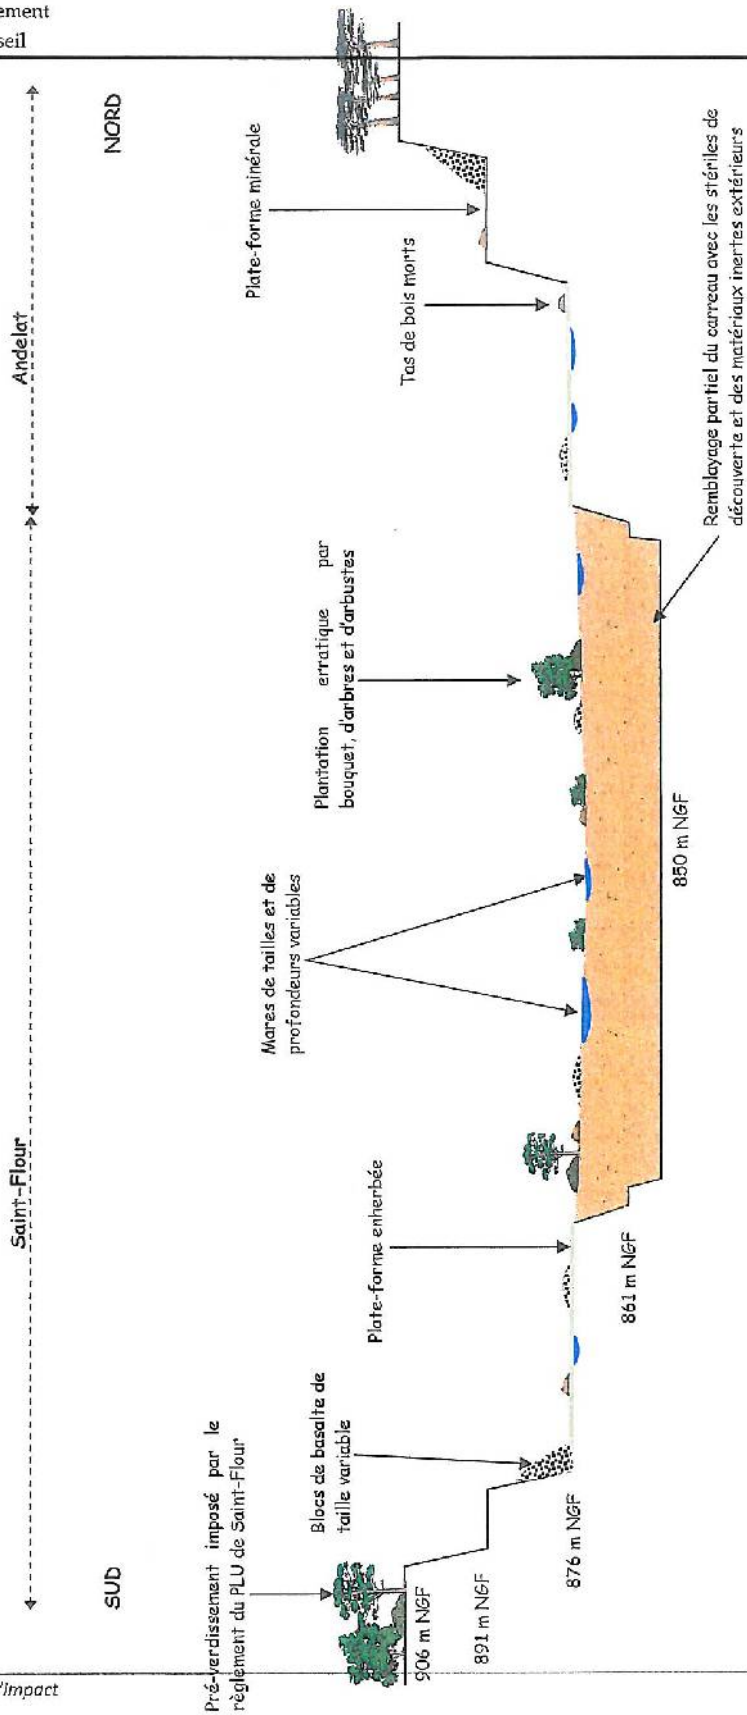 ement
seil
Saint-Flour
Andelat
SUD
NORD
Pré-verdissement imposé par le
règlement du PLU de Saint-Flour
Blocs de basalte de
taille variable
Plate-forme enherbée
Mares de tailles et de
profondeurs variables
Plantation erratique par
bouquet, d'arbres et d'arbustes
Tas de bois morts
Plate-forme minérale
906 m NGF
891 m NGF
876 m NGF
861 m NGF
850 m NGF
Remblayage partiel du carreau avec les stériles de
découverte et des matériaux inertes extérieurs
'impact